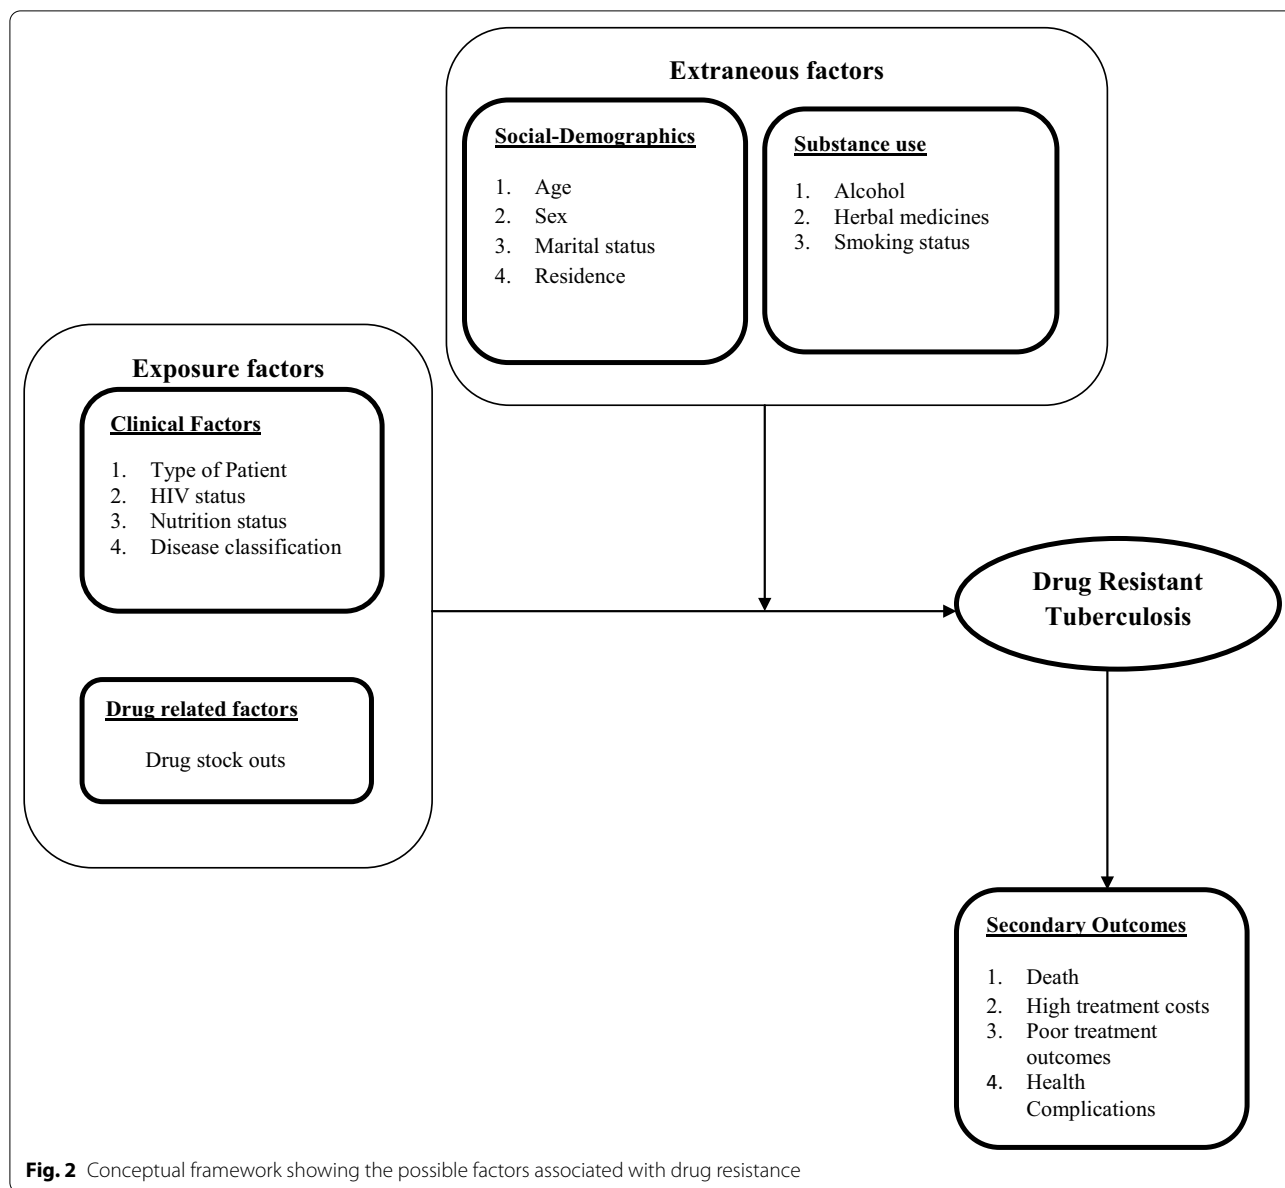 Extraneous factors
Social-Demographics
1. Age
2. Sex
3. Marital status
4. Residence
Substance use
1. Alcohol
2. Herbal medicines
3. Smoking status
Exposure factors
Clinical Factors
1. Type of Patient
2. HIV status
3. Nutrition status
4. Disease classification
Drug related factors
Drug stock outs
Drug Resistant
Tuberculosis
Secondary Outcomes
1. Death
2. High treatment costs
3. Poor treatment
outcomes
4. Health
Complications
Fig. 2 Conceptual framework showing the possible factors associated with drug resistance